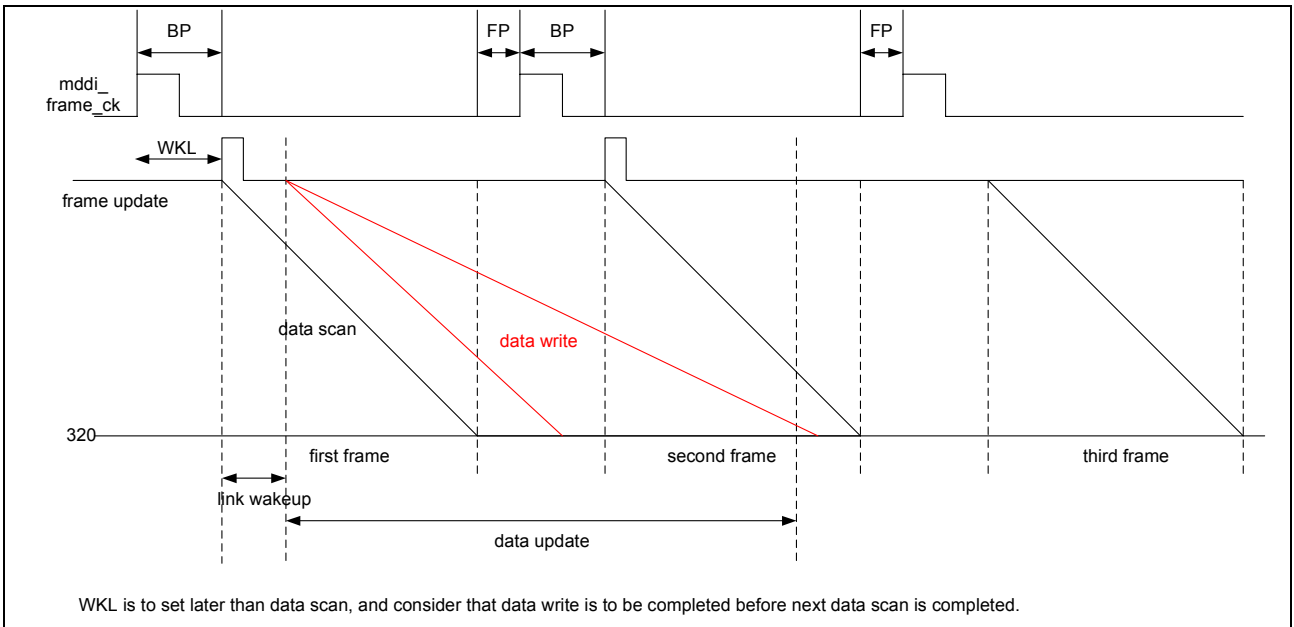 BP
FP
BP
FP
mddi_
frame_ck
WKL
frame update
data scan
data write
320
first frame
second frame
third frame
link wakeup
data update
WKL is to set later than data scan, and consider that data write is to be completed before next data scan is completed.